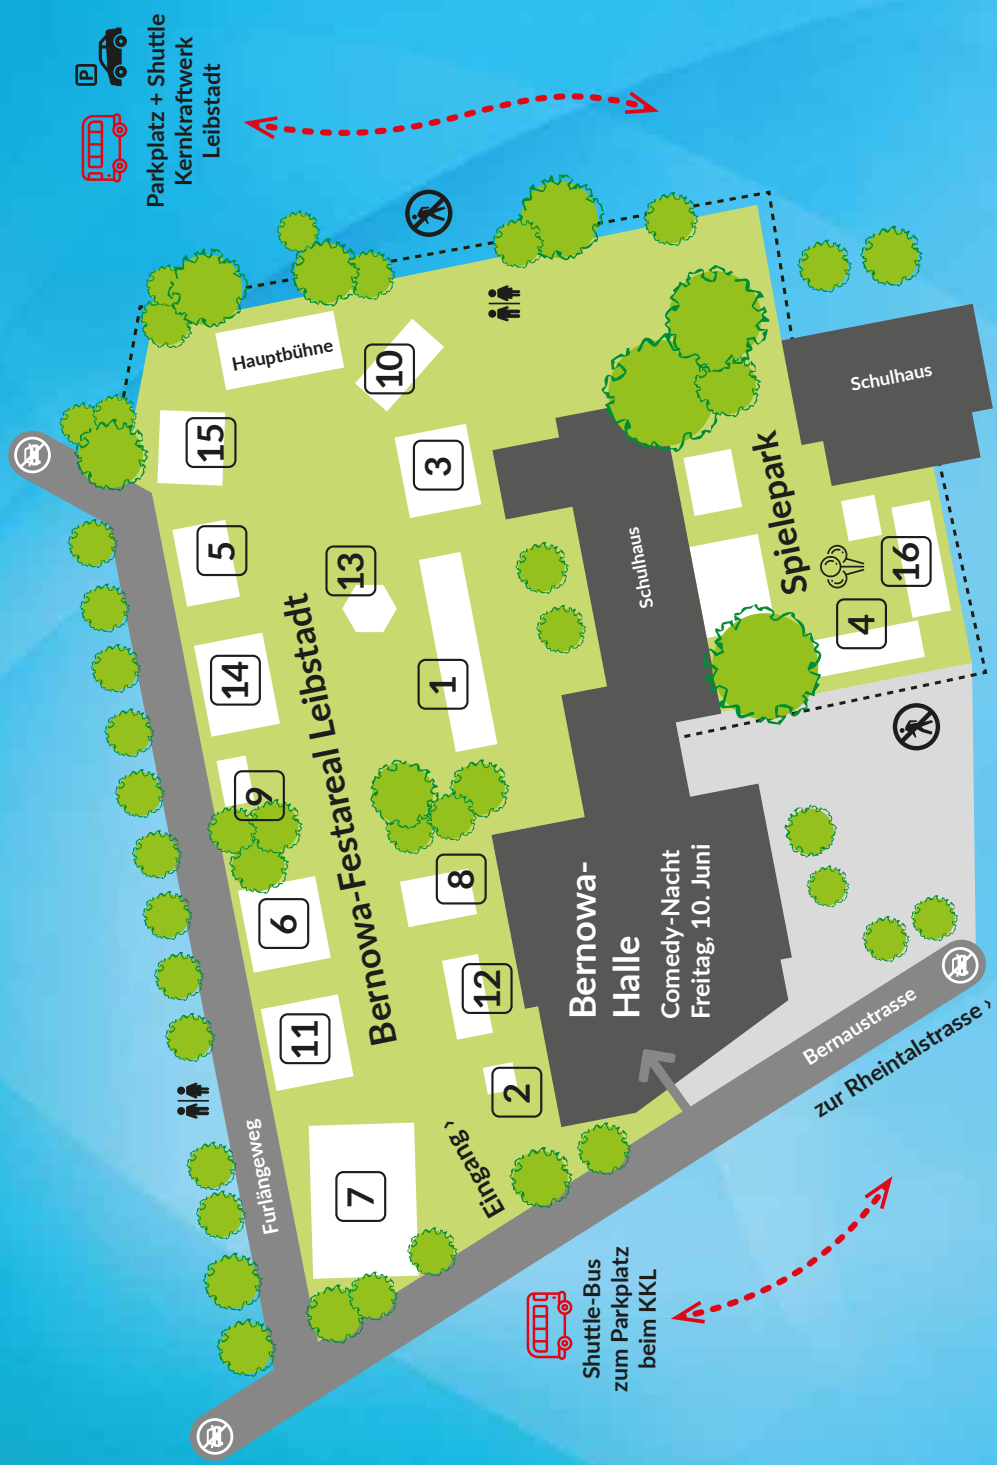 P
Parkplatz + Shuttle
Kernkraftwerk
Leibstadt
Hauptbühne
10
15
3
5
13
14
1
9
6
8
11
12
2
7
Bernowa-Festareal Leibstadt
Schulhaus
Schulhaus
Spielepark
16
4
Bernowa-
Halle
Comedy-Nacht
Freitag, 10. Juni
Furlängeweg
Eingang ›
Bernaustrasse
zur Rheintalstrasse ›
Shuttle-Bus
zum Parkplatz
beim KKL